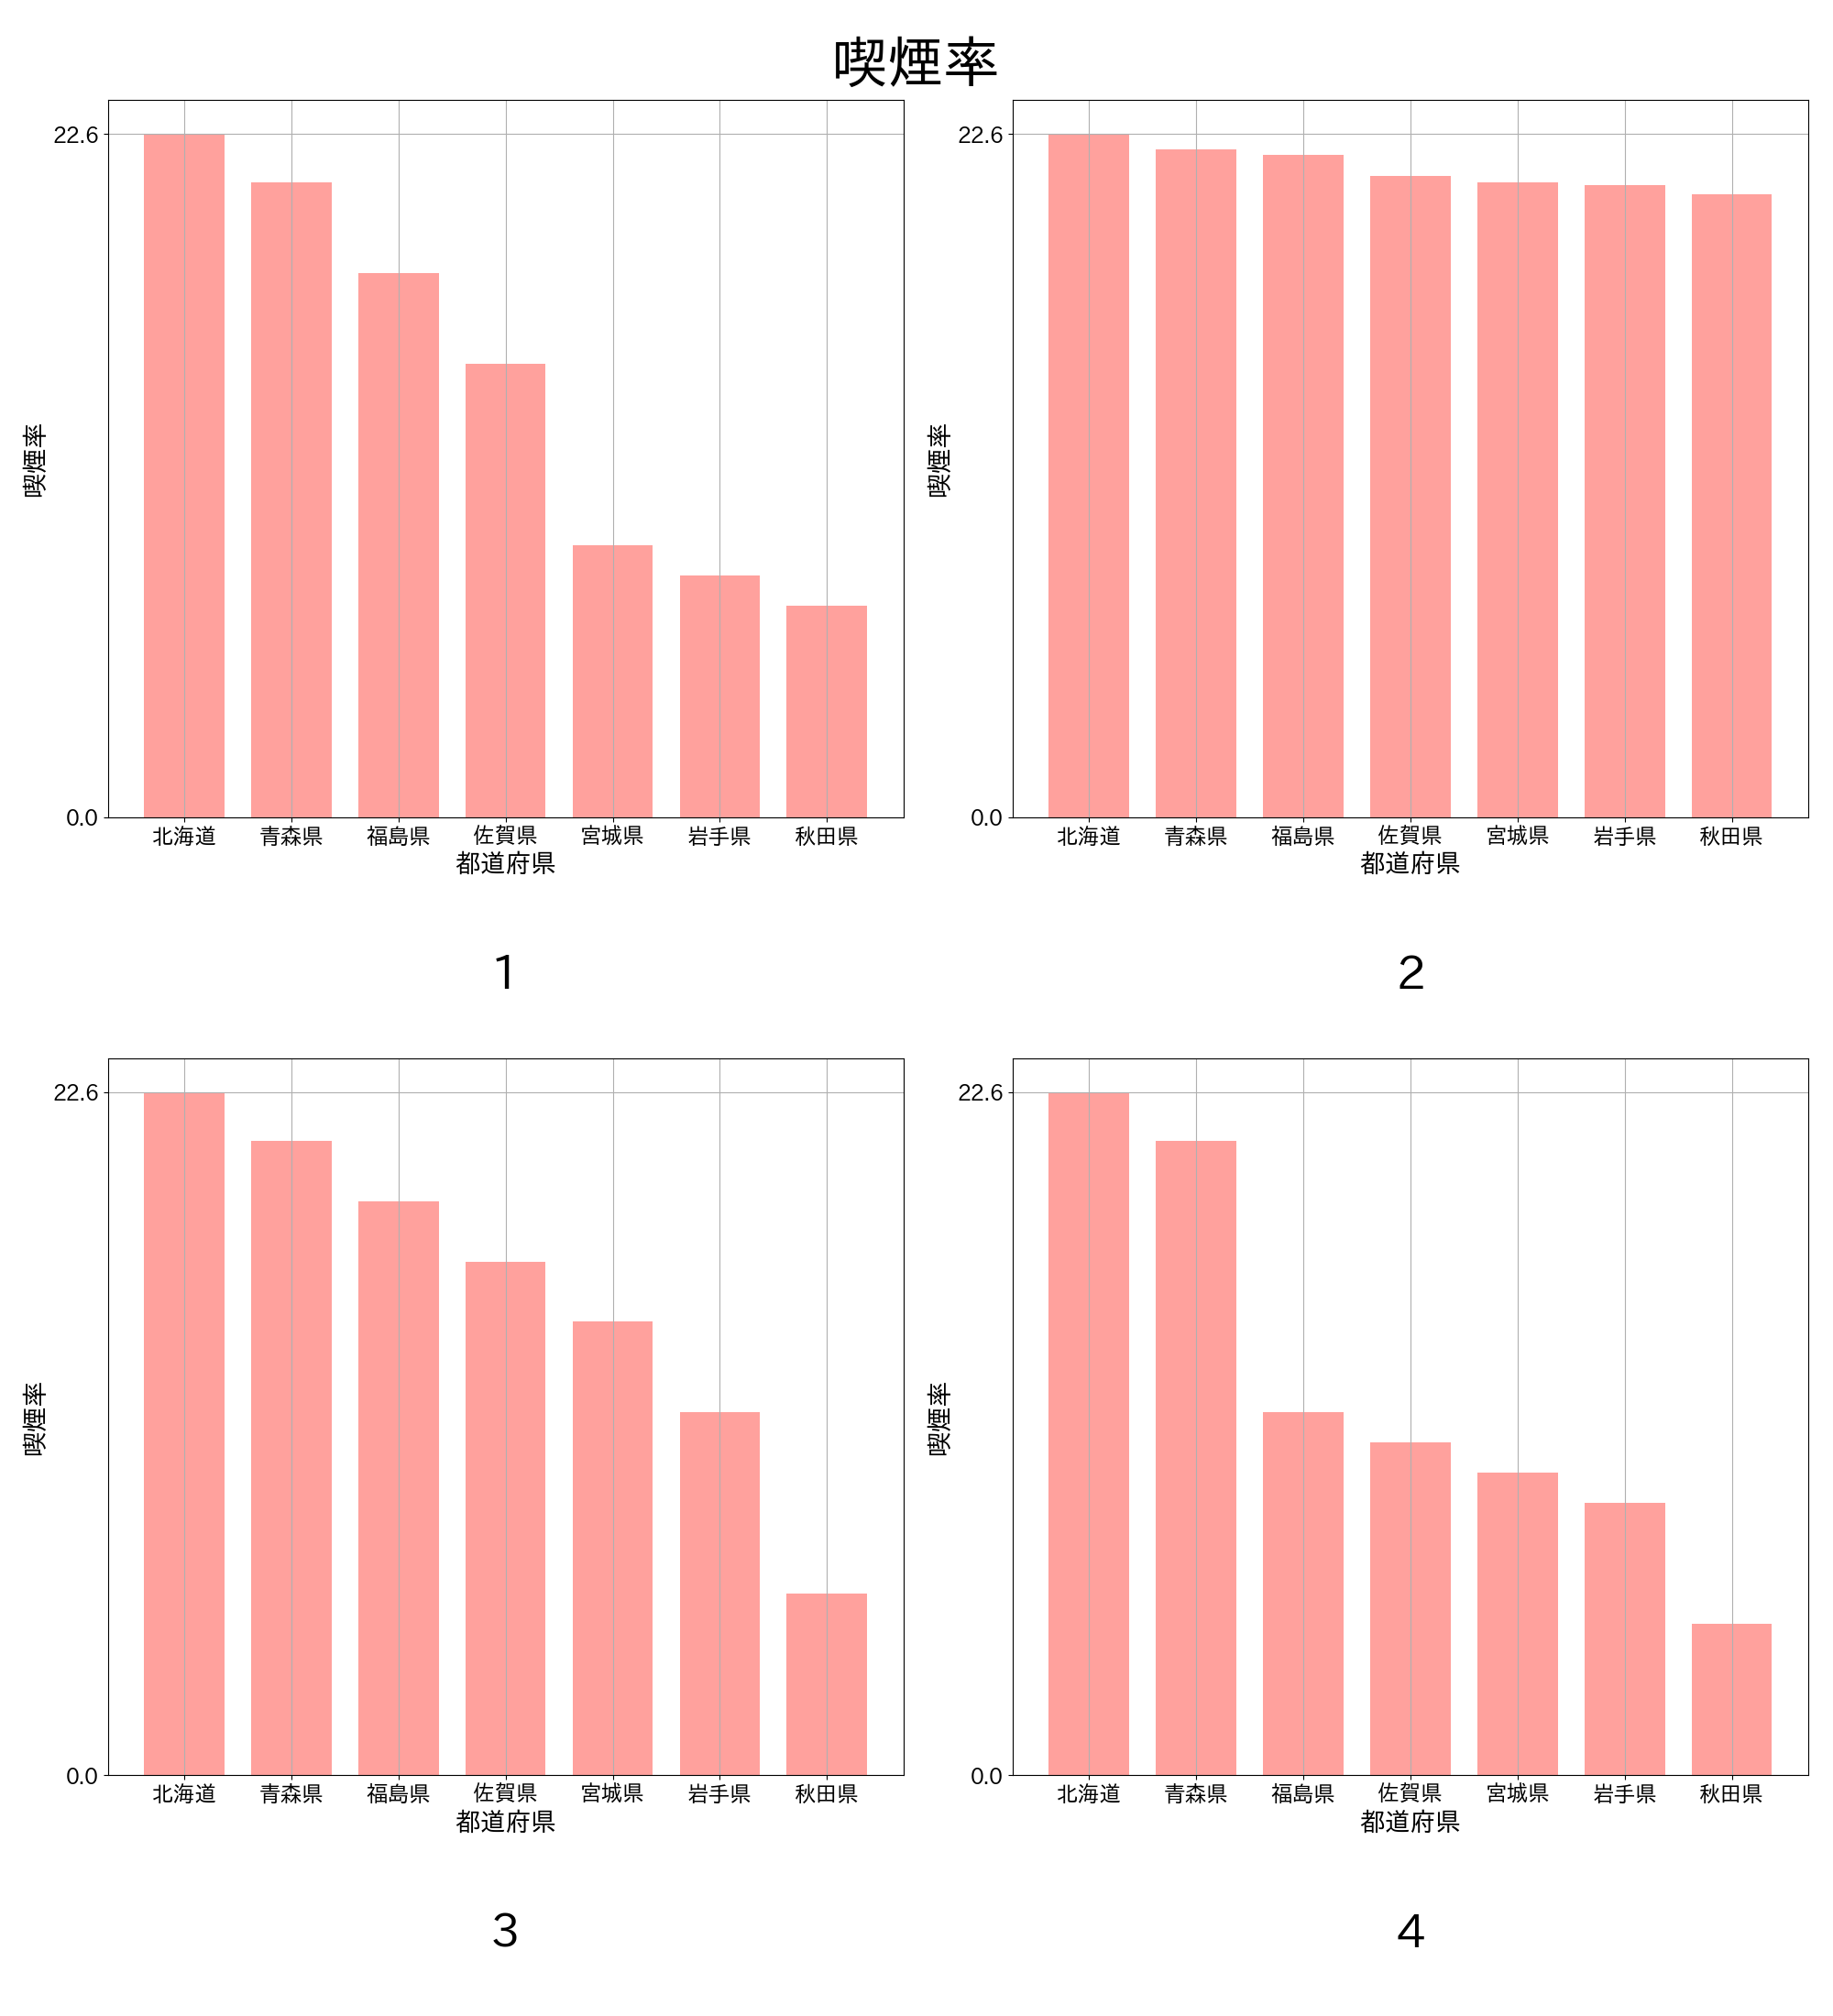 喫煙率
22.6
0.0
喫煙率
北海道 青森県 福島県 佐賀県 宮城県 岩手県 秋田県
都道府県
1
22.6
0.0
喫煙率
北海道 青森県 福島県 佐賀県 宮城県 岩手県 秋田県
都道府県
2
22.6
0.0
喫煙率
北海道 青森県 福島県 佐賀県 宮城県 岩手県 秋田県
都道府県
3
22.6
0.0
喫煙率
北海道 青森県 福島県 佐賀県 宮城県 岩手県 秋田県
都道府県
4